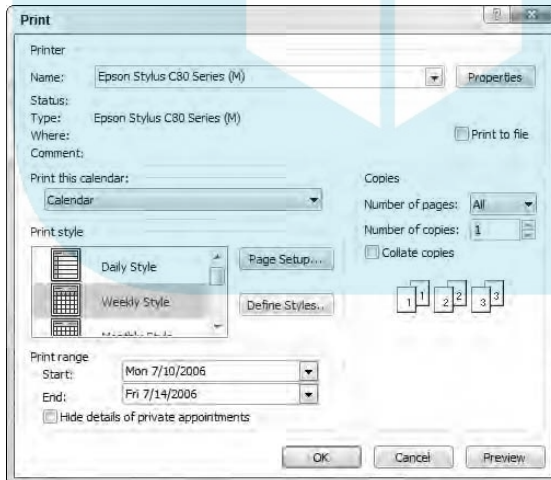 Print
Printer
Name: Epson Stylus C80 Series (M) Properties
Status:
Type: Epson Stylus C80 Series (M)
Where: Print to file
Comment:
Print this calendar: Copies
Calendar Number of pages: All
Print style Number of copies: 1
Daily Style Page Setup... Collate copies
Weekly Style Define Styles.. 1 1 2 2 3 3
Monthly Style
Print range
Start: Mon 7/10/2006
End: Fri 7/14/2006
Hide details of private appointments
OK Cancel Preview